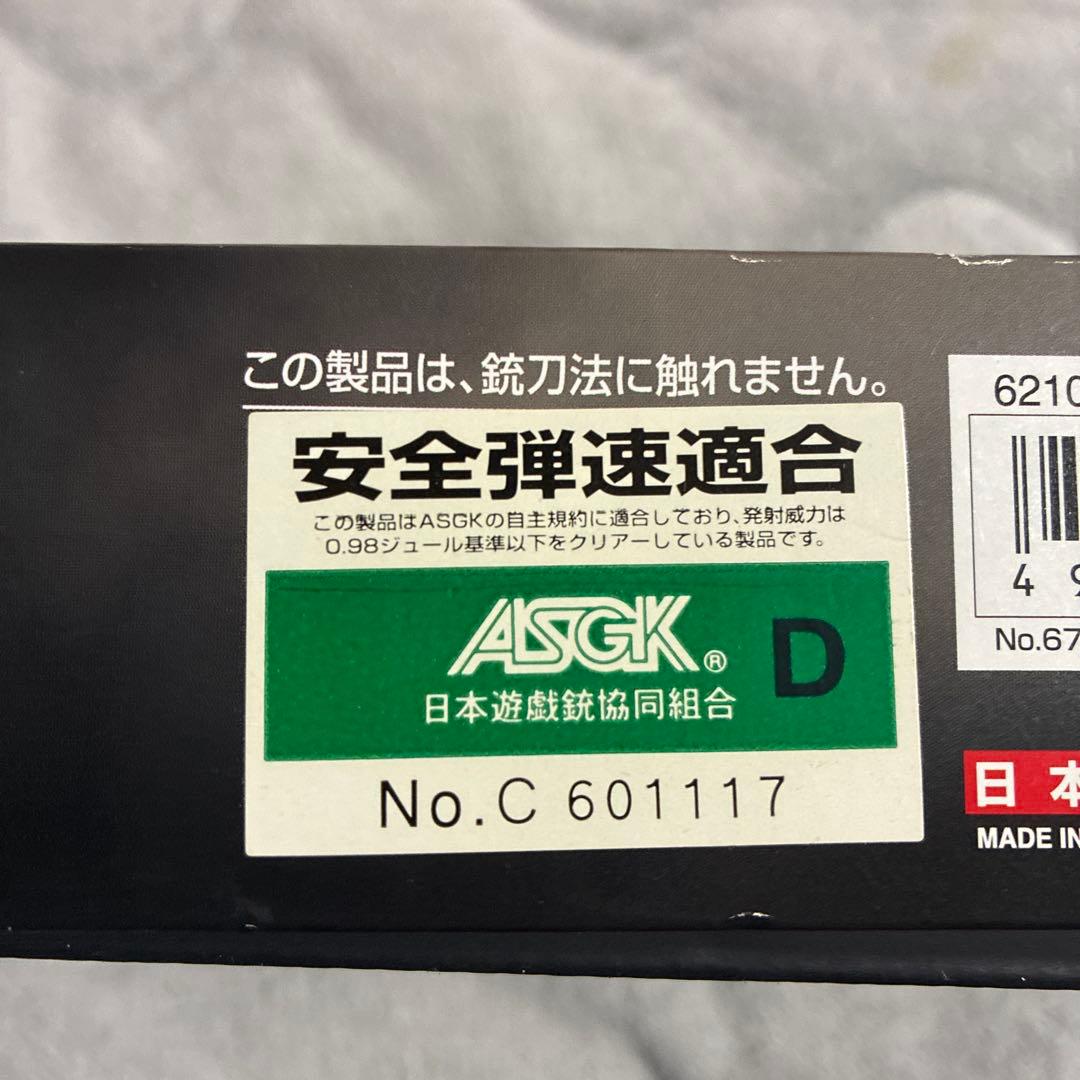 この製品は、銃刀法に触れません。
安全弾速適合
この製品はASGKの自主規約に適合しており、発射威力は
0.98ジュール基準以下をクリアーしている製品です。
ASGK® D
日本遊戯銃協同組合
No.C 601117
6210
4 9
No.67
日本
MADE IN